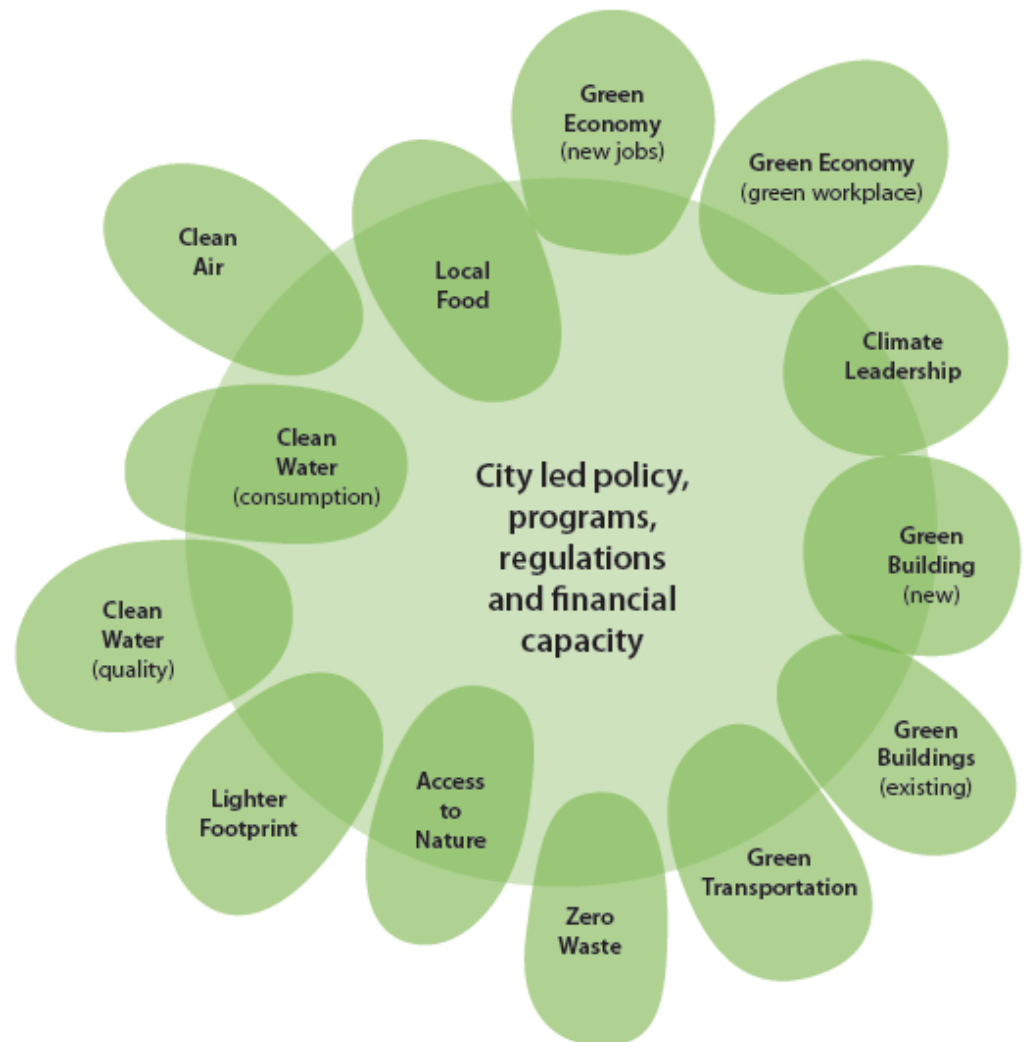 Green
Economy
(new jobs)
Green Economy
(green workplace)
Climate
Leadership
Green
Building
(new)
Green
Buildings
(existing)
Green
Transportation
Zero
Waste
Access
to
Nature
Lighter
Footprint
Clean
Water
(quality)
Clean
Water
(consumption)
Clean
Air
Local
Food
City led policy,
programs,
regulations
and financial
capacity